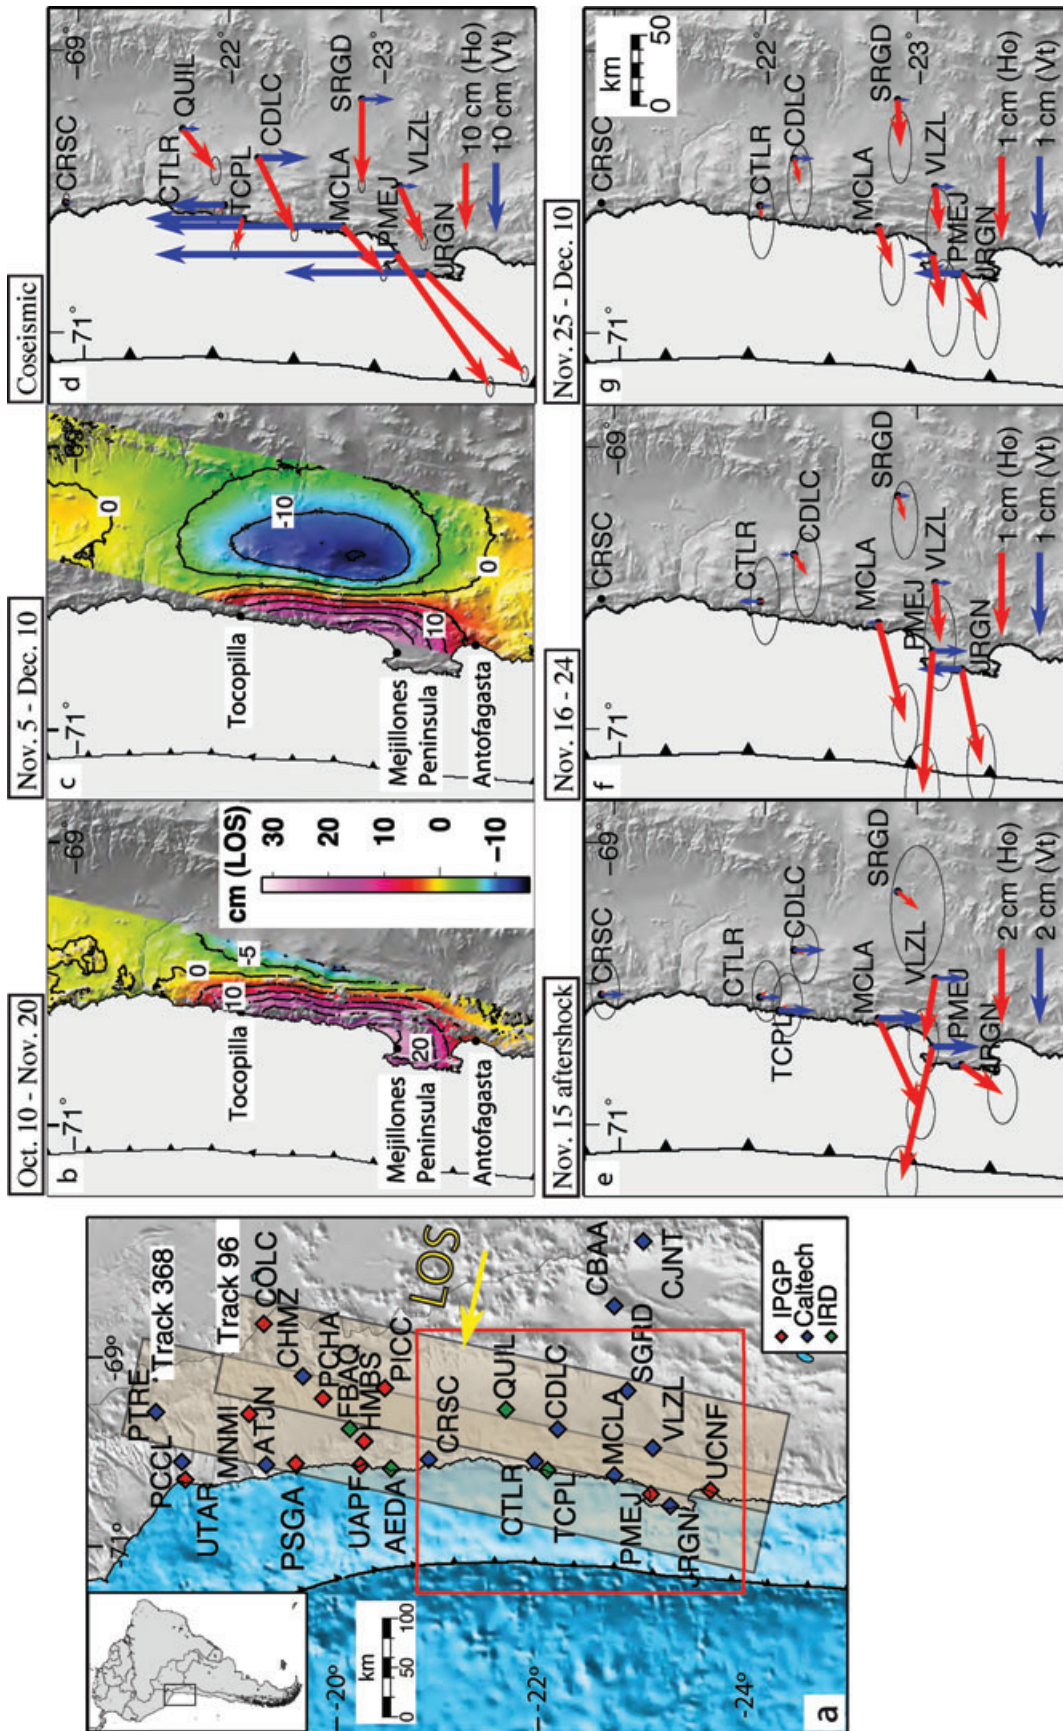 a
-20°
-22°
-24°
-71°
-69°
km
0 50 100
PTRE
Track 368
PCCL
UTAR
MNMI
Track 96
COLC
ATJN
CHMZ
PSGA
PCHA
FBAQ
UAPF
HMBS
AEDA
PICC
CRSC
LOS
QUIL
CTLR
TCPL
CDLC
CBAA
MCLA
PMEJ
SGRD
CJNT
JRGN
VLZL
UCNF
IPGP
Caltech
IRD
Oct. 10 - Nov. 20
b
-71°
-69°
0
-5
10
20
Tocopilla
Mejillones
Peninsula
Antofagasta
cm (LOS)
30
20
10
0
-10
Nov. 5 - Dec. 10
c
-71°
-69°
0
-10
0
10
Tocopilla
Mejillones
Peninsula
Antofagasta
Coseismic
d
-71°
-69°
-22°
-23°
CRSC
CTLR
QUIL
TCPL
CDLC
MCLA
SRGD
PMEJ
VLZL
JRGN
10 cm (Ho)
10 cm (Vt)
Nov. 15 aftershock
e
-71°
-69°
CRSC
CTLR
TCPL
CDLC
MCLA
SRGD
VLZL
PMEJ
JRGN
2 cm (Ho)
2 cm (Vt)
Nov. 16 - 24
f
-71°
-69°
CRSC
CTLR
CDLC
MCLA
SRGD
PMEJ
VLZL
JRGN
1 cm (Ho)
1 cm (Vt)
Nov. 25 - Dec. 10
g
-71°
-69°
-22°
-23°
km
0 50
CRSC
CTLR
CDLC
MCLA
SRGD
VLZL
PMEJ
JRGN
1 cm (Ho)
1 cm (Vt)